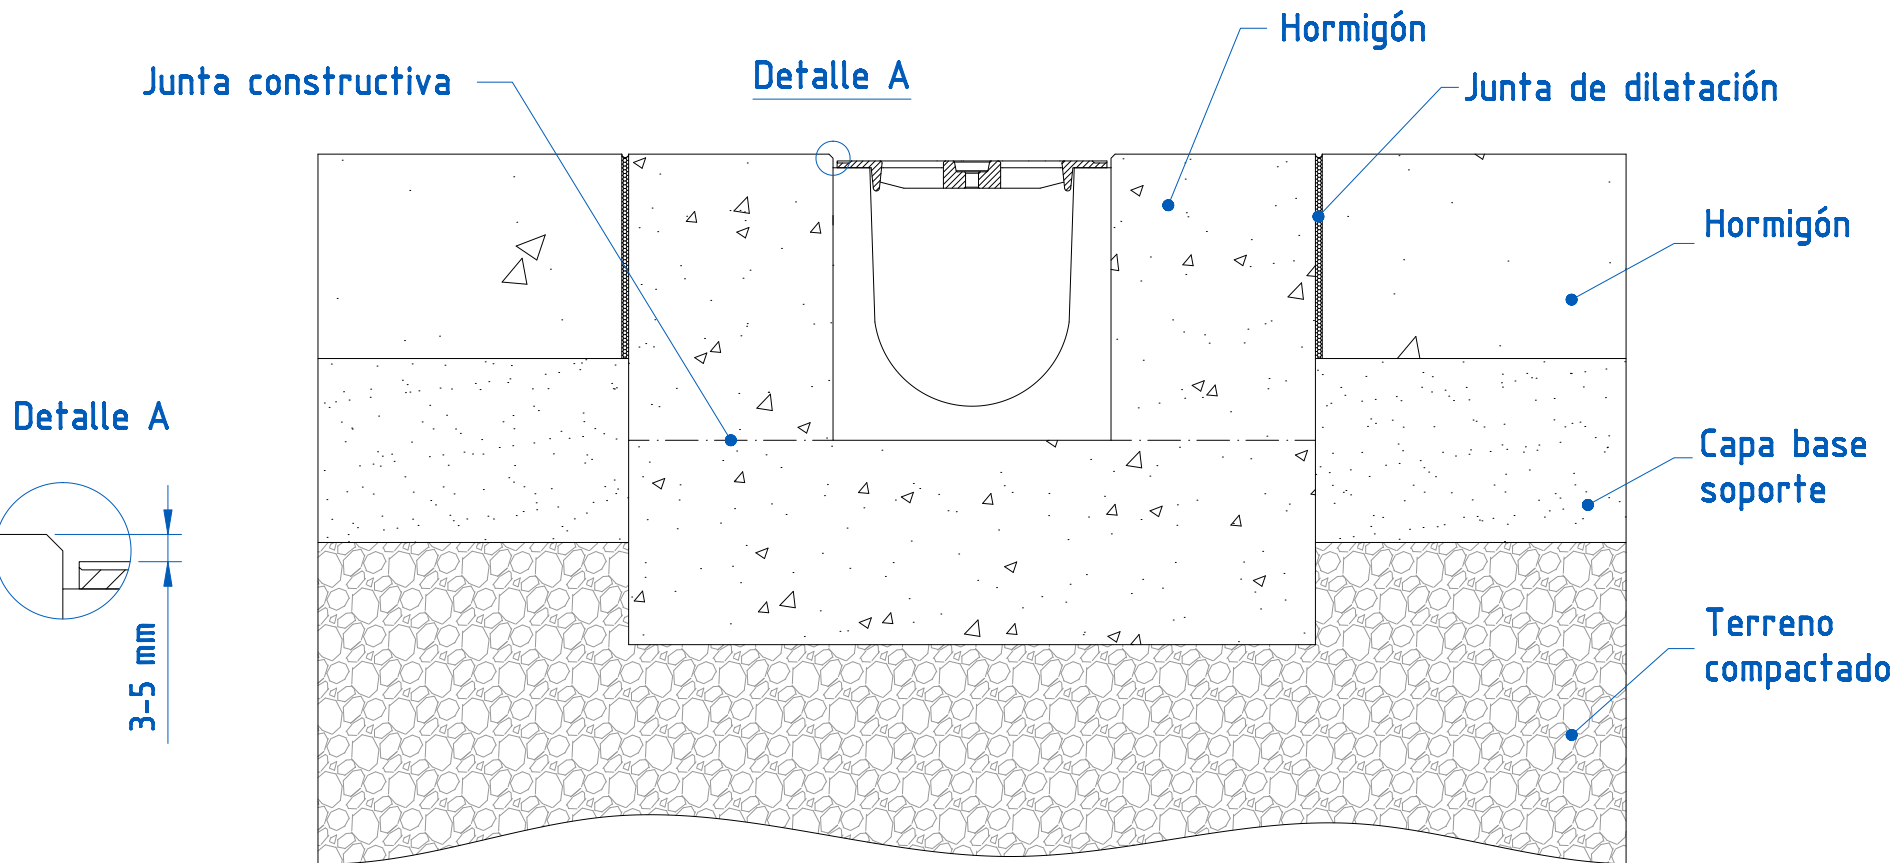 Hormigón
Junta constructiva
Detalle A
Junta de dilatación
Hormigón
Detalle A
Capa base
soporte
3-5 mm
Terreno
compactado